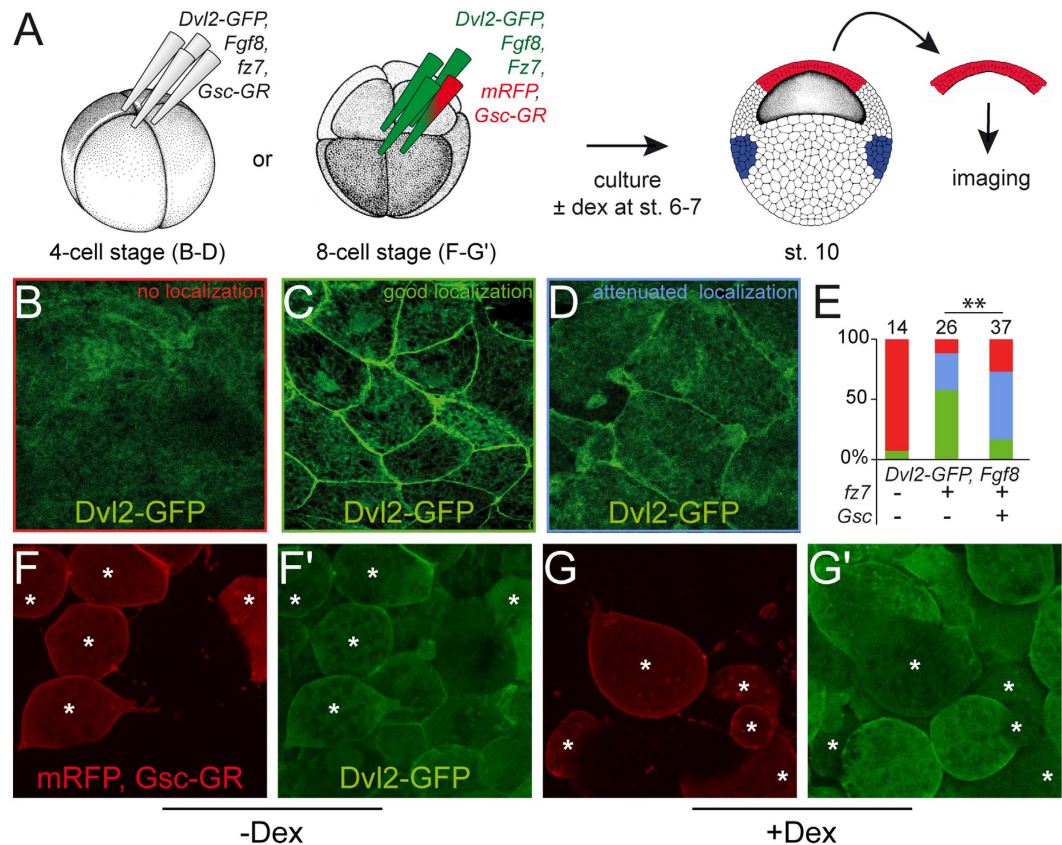 A
Dvl2-GFP,
Fgf8,
fz7,
Gsc-GR
or
Dvl2-GFP,
Fgf8,
Fz7,
mRFP,
Gsc-GR
culture
± dex at st. 6-7
imaging
4-cell stage (B-D)
8-cell stage (F-G')
st. 10
B
no localization
Dvl2-GFP
C
good localization
Dvl2-GFP
D
attenuated localization
Dvl2-GFP
E
**
14 26 37
100
50
0%
Dvl2-GFP, Fgf8
fz7 - + +
Gsc - - +
F
* * * * *
mRFP, Gsc-GR
F'
* * * * *
Dvl2-GFP
G
* * * * *
G'
* * * * *
-Dex
+Dex